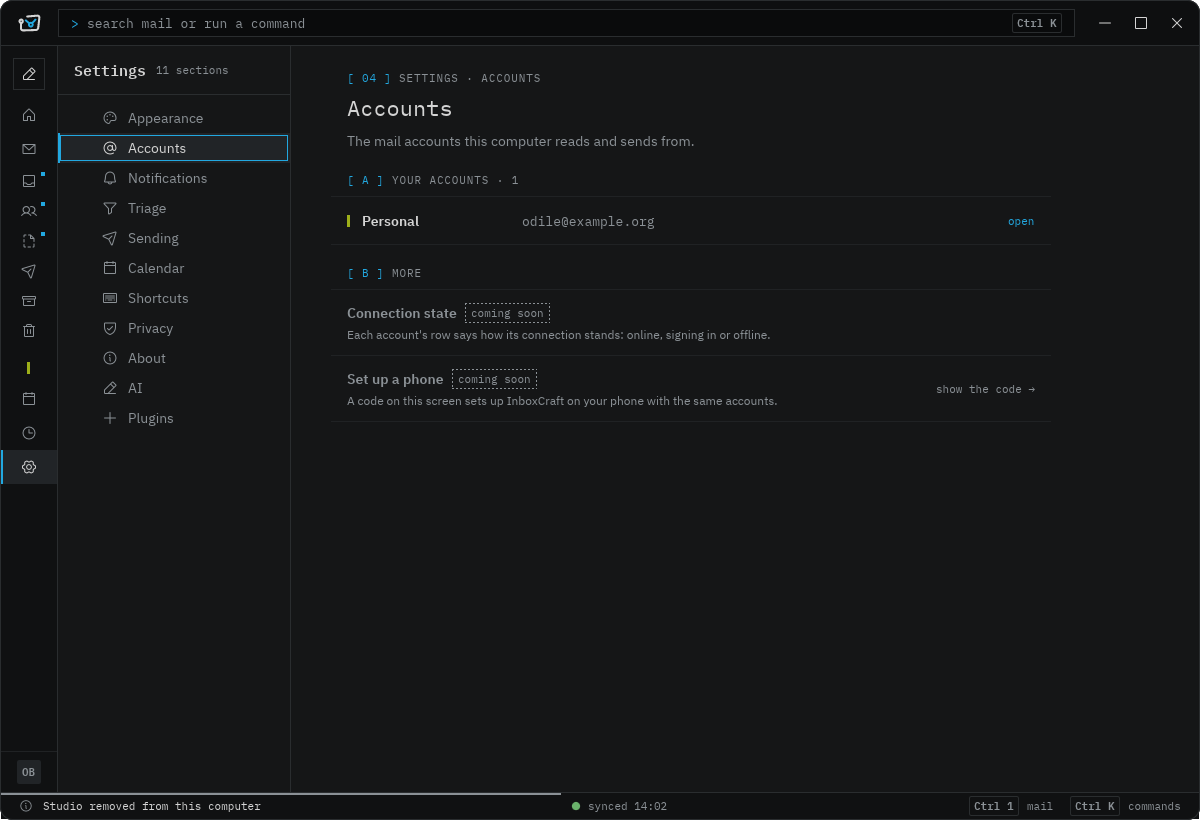 > search mail or run a command Ctrl K
Settings 11 sections
Appearance
Accounts
Notifications
Triage
Sending
Calendar
Shortcuts
Privacy
About
AI
Plugins
[ 04 ] SETTINGS · ACCOUNTS
Accounts
The mail accounts this computer reads and sends from.
[ A ] YOUR ACCOUNTS · 1
Personal odile@example.org open
[ B ] MORE
Connection state coming soon
Each account's row says how its connection stands: online, signing in or offline.
Set up a phone coming soon
A code on this screen sets up InboxCraft on your phone with the same accounts.
show the code →
OB
Studio removed from this computer synced 14:02 Ctrl 1 mail Ctrl K commands